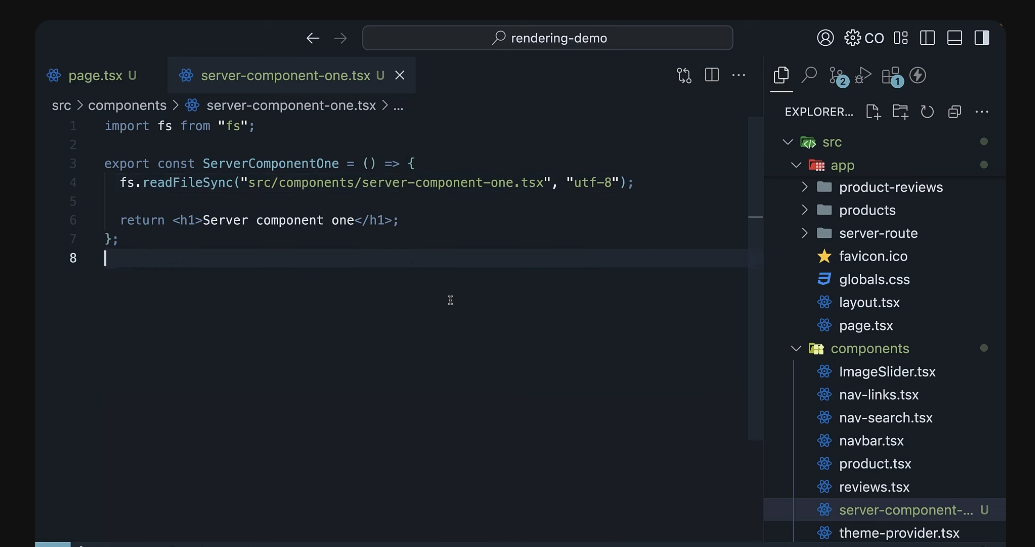 rendering-demo
CO
page.tsx U
server-component-one.tsx U
src > components > server-component-one.tsx > ...
2
1
EXPLORER...
1 import fs from "fs";
2
3 export const ServerComponentOne = () => {
4 fs.readFileSync("src/components/server-component-one.tsx", "utf-8");
5
6 return <h1>Server component one</h1>;
7 };
8
src
app
product-reviews
products
server-route
favicon.ico
globals.css
layout.tsx
page.tsx
components
ImageSlider.tsx
nav-links.tsx
nav-search.tsx
navbar.tsx
product.tsx
reviews.tsx
server-component-... U
theme-provider.tsx